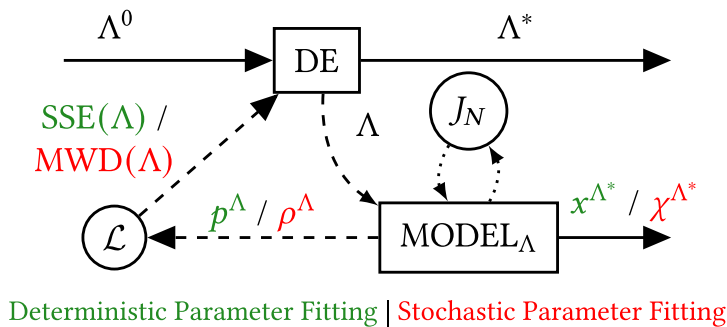 Λ⁰
Λ*
DE
J_N
SSE(Λ) /
MWD(Λ)
Λ
p^Λ / ρ^Λ
x^Λ* / χ^Λ*
ℒ
MODEL_Λ
Deterministic Parameter Fitting | Stochastic Parameter Fitting